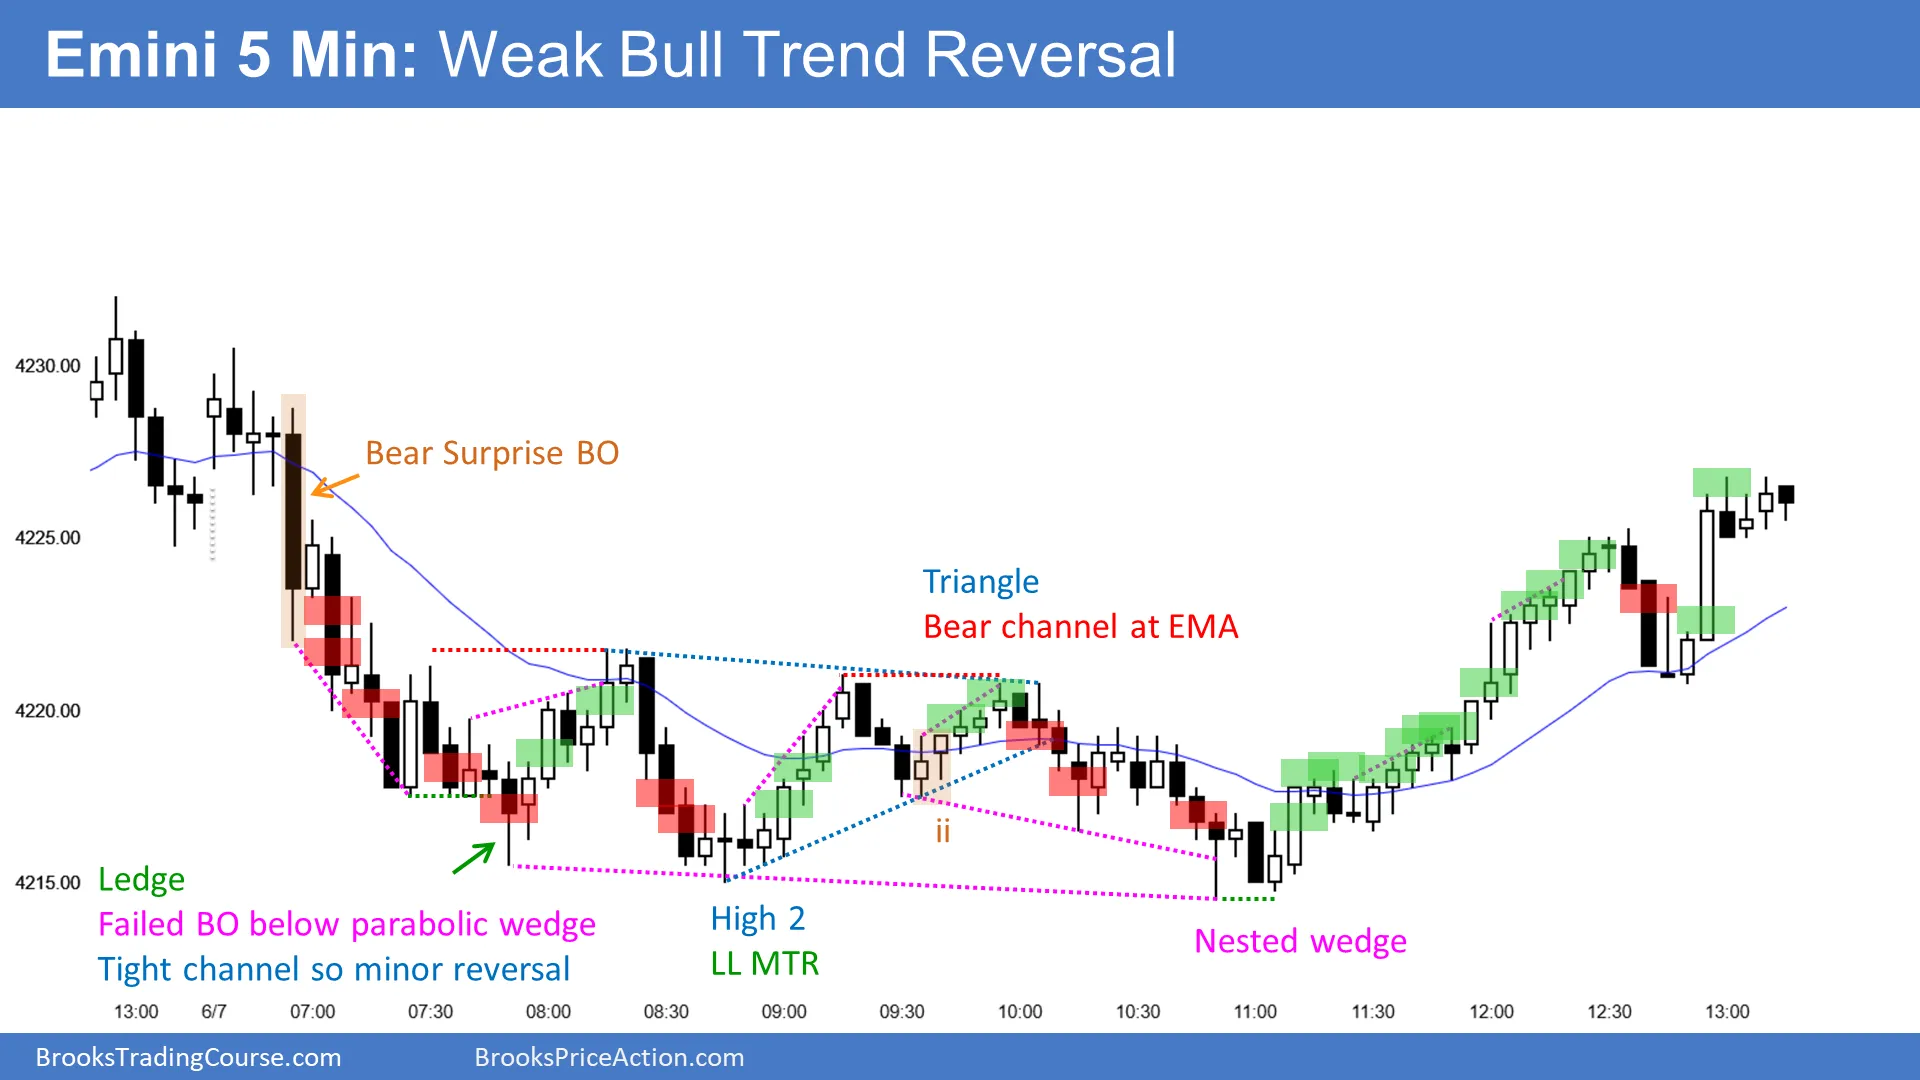 Emini 5 Min: Weak Bull Trend Reversal
4230.00
Bear Surprise BO
4225.00
Triangle
Bear channel at EMA
4220.00
ii
4215.00
Ledge
Failed BO below parabolic wedge
Tight channel so minor reversal
High 2
LL MTR
Nested wedge
13:00 6/7 07:00 07:30 08:00 08:30 09:00 09:30 10:00 10:30 11:00 11:30 12:00 12:30 13:00
BrooksTradingCourse.com BrooksPriceAction.com